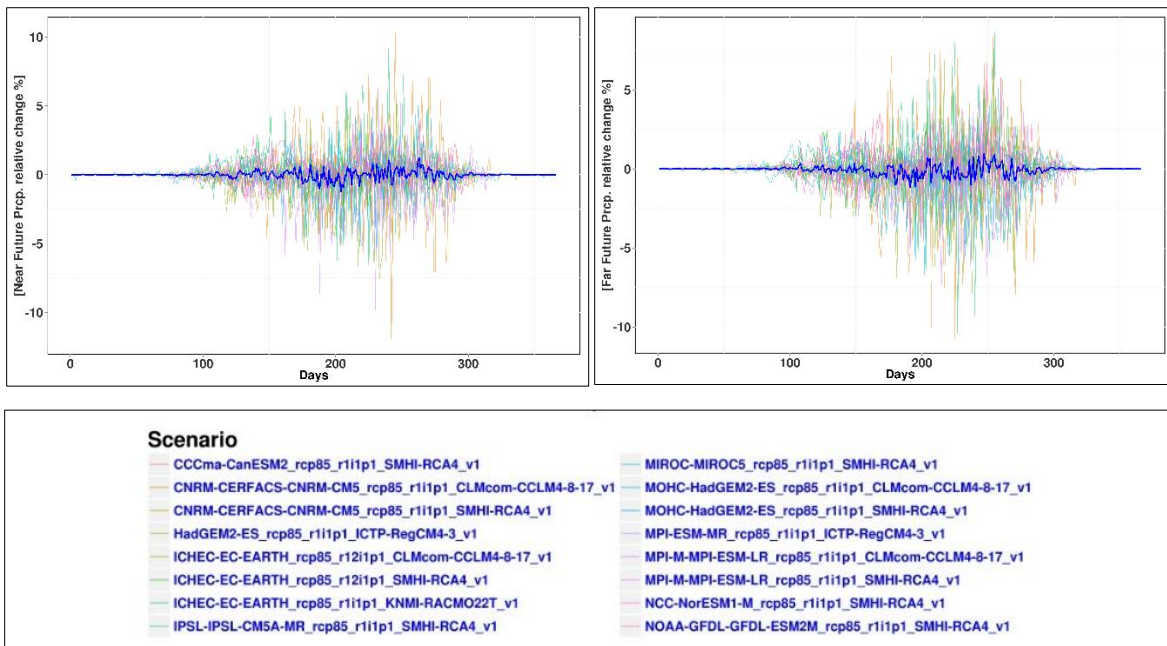 [Near Future Prcp. relative change %]
10
5
0
-5
-10
0 100 200 300
Days
[Far Future Prcp. relative change %]
5
0
-5
-10
0 100 200 300
Days
Scenario
CCCma-CanESM2_rcp85_r1i1p1_SMHI-RCA4_v1
CNRM-CERFACS-CNRM-CM5_rcp85_r1i1p1_CLMcom-CCLM4-8-17_v1
CNRM-CERFACS-CNRM-CM5_rcp85_r1i1p1_SMHI-RCA4_v1
HadGEM2-ES_rcp85_r1i1p1_ICTP-RegCM4-3_v1
ICHEC-EC-EARTH_rcp85_r12i1p1_CLMcom-CCLM4-8-17_v1
ICHEC-EC-EARTH_rcp85_r12i1p1_SMHI-RCA4_v1
ICHEC-EC-EARTH_rcp85_r1i1p1_KNMI-RACMO22T_v1
IPSL-IPSL-CM5A-MR_rcp85_r1i1p1_SMHI-RCA4_v1
MIROC-MIROC5_rcp85_r1i1p1_SMHI-RCA4_v1
MOHC-HadGEM2-ES_rcp85_r1i1p1_CLMcom-CCLM4-8-17_v1
MOHC-HadGEM2-ES_rcp85_r1i1p1_SMHI-RCA4_v1
MPI-ESM-MR_rcp85_r1i1p1_ICTP-RegCM4-3_v1
MPI-M-MPI-ESM-LR_rcp85_r1i1p1_CLMcom-CCLM4-8-17_v1
MPI-M-MPI-ESM-LR_rcp85_r1i1p1_SMHI-RCA4_v1
NCC-NorESM1-M_rcp85_r1i1p1_SMHI-RCA4_v1
NOAA-GFDL-GFDL-ESM2M_rcp85_r1i1p1_SMHI-RCA4_v1